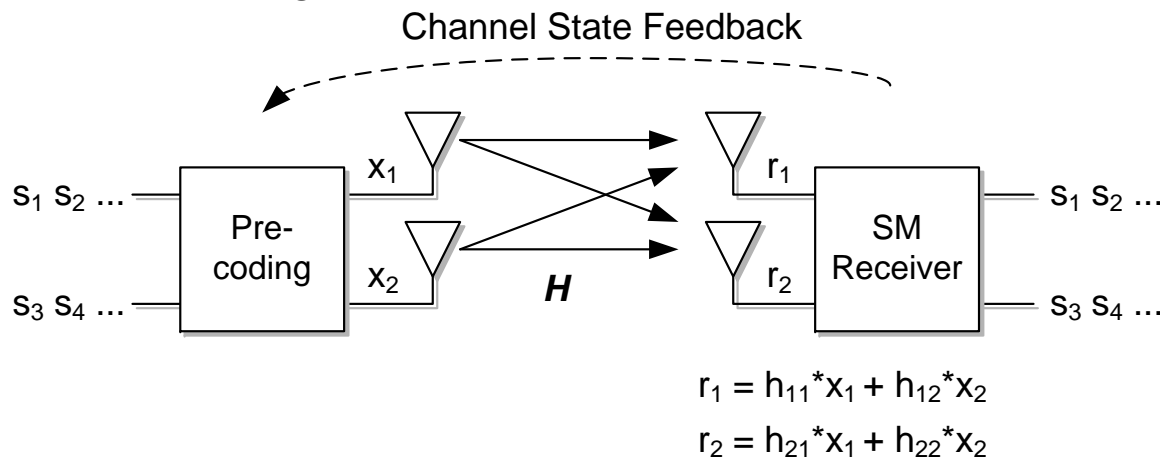 Channel State Feedback
s₁ s₂ ...
s₃ s₄ ...
Pre-
coding
x₁
x₂
H
r₁
r₂
SM
Receiver
s₁ s₂ ...
s₃ s₄ ...
r₁ = h₁₁*x₁ + h₁₂*x₂
r₂ = h₂₁*x₁ + h₂₂*x₂